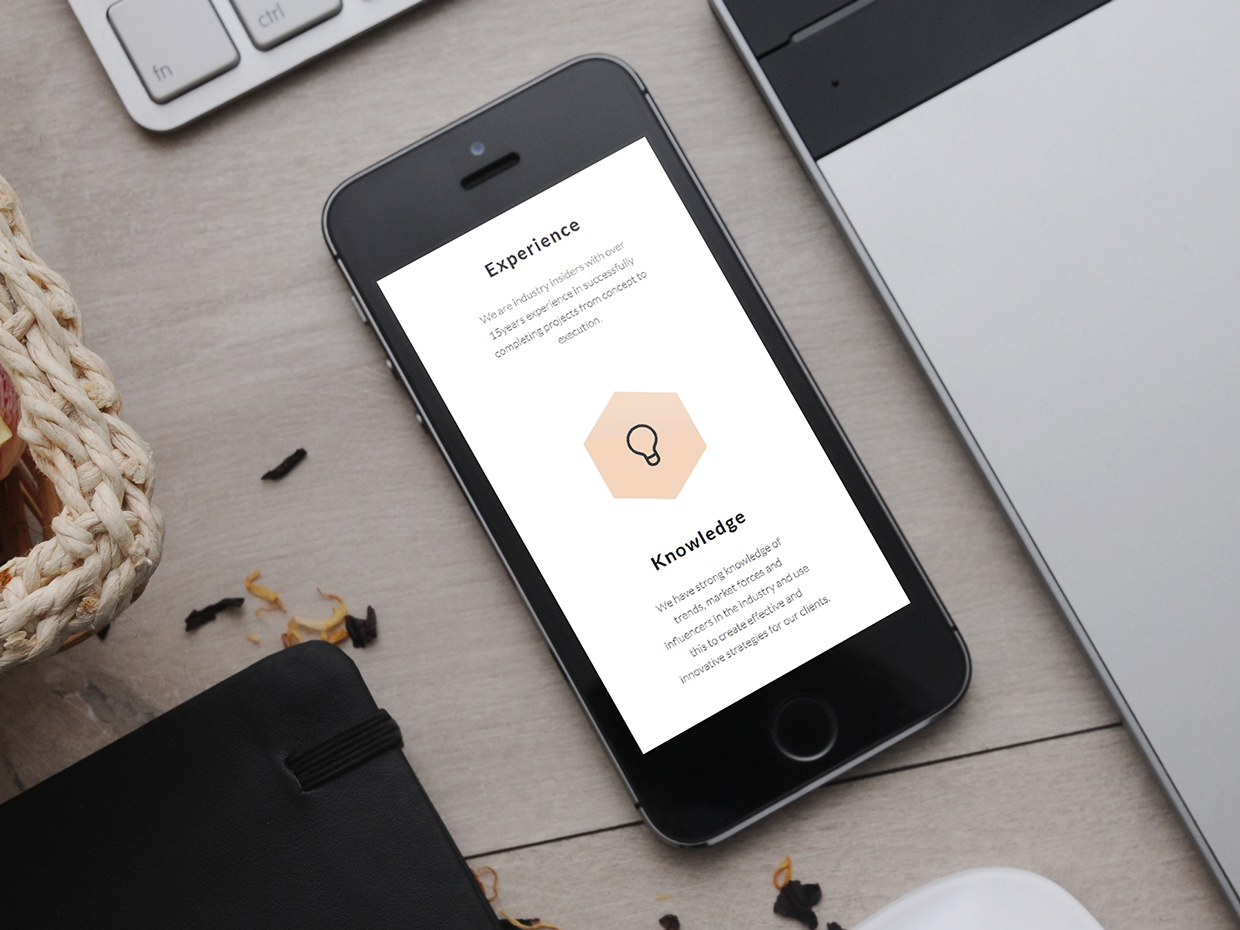 fn
ctrl
Experience
We are industry insiders with over
15years experience in successfully
completing projects from concept to
execution.
Knowledge
We have strong knowledge of
trends, market forces and
influencers in the industry and use
this to create effective and
innovative strategies for our clients.